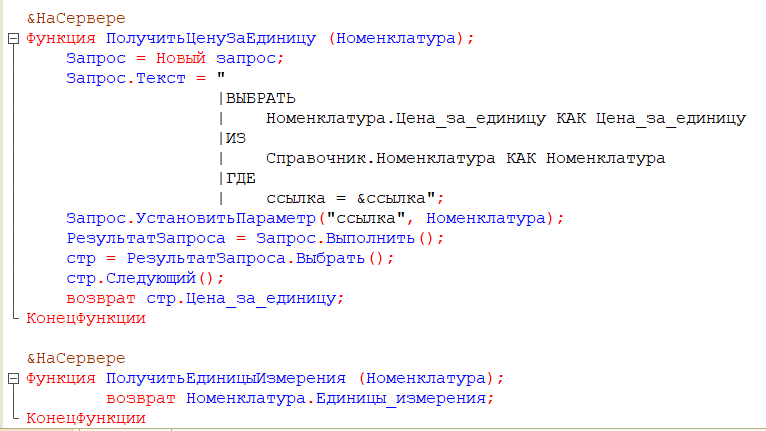 &НаСервере
Функция ПолучитьЦенуЗаЕдиницу (Номенклатура);
Запрос = Новый запрос;
Запрос.Текст = "
|ВЫБРАТЬ
|    Номенклатура.Цена_за_единицу КАК Цена_за_единицу
|ИЗ
|    Справочник.Номенклатура КАК Номенклатура
|ГДЕ
|    ссылка = &ссылка";
Запрос.УстановитьПараметр("ссылка", Номенклатура);
РезультатЗапроса = Запрос.Выполнить();
стр = РезультатЗапроса.Выбрать();
стр.Следующий();
возврат стр.Цена_за_единицу;
КонецФункции
&НаСервере
Функция ПолучитьЕдиницыИзмерения (Номенклатура);
возврат Номенклатура.Единицы_измерения;
КонецФункции